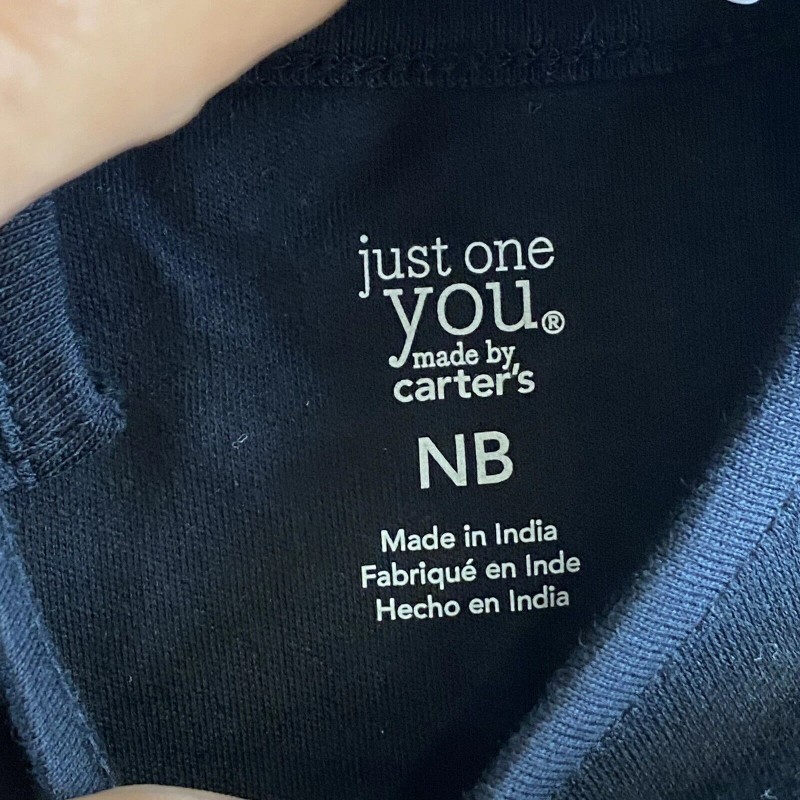 just one
you®
made by
carter's
NB
Made in India
Fabriqué en Inde
Hecho en India